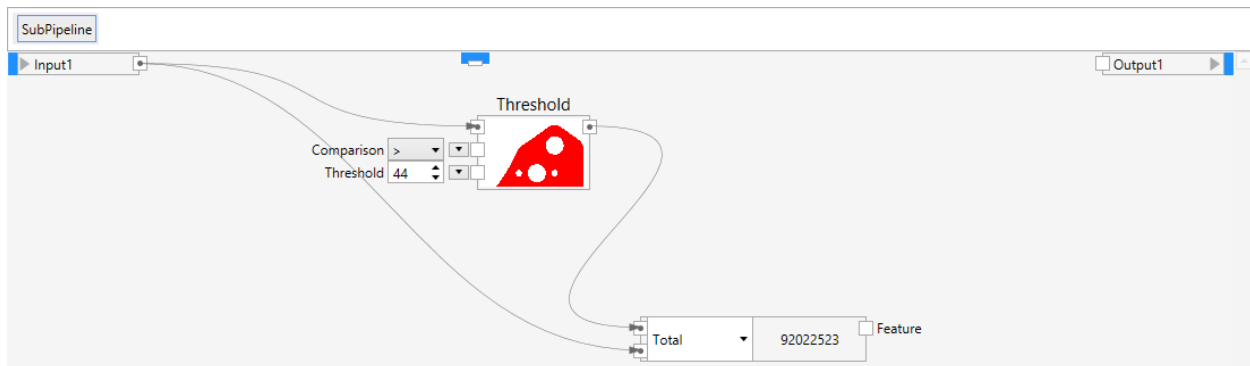 SubPipeline
Input1
Output1
Threshold
Comparison >
Threshold 44
Total 92022523 Feature